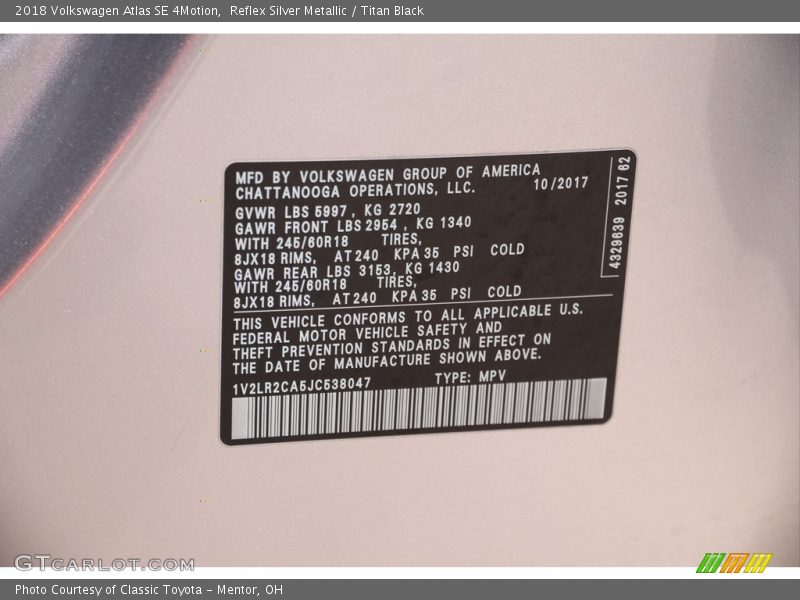 2018 Volkswagen Atlas SE 4Motion, Reflex Silver Metallic / Titan Black
MFD BY VOLKSWAGEN GROUP OF AMERICA
CHATTANOOGA OPERATIONS, LLC. 10/2017
GVWR LBS 5997, KG 2720
GAWR FRONT LBS 2954, KG 1340
WITH 245/60R18 TIRES,
8JX18 RIMS, AT 240 KPA 35 PSI COLD
GAWR REAR LBS 3153, KG 1430
WITH 245/60R18 TIRES,
8JX18 RIMS, AT 240 KPA 35 PSI COLD
4329639 2017 62
THIS VEHICLE CONFORMS TO ALL APPLICABLE U.S.
FEDERAL MOTOR VEHICLE SAFETY AND
THEFT PREVENTION STANDARDS IN EFFECT ON
THE DATE OF MANUFACTURE SHOWN ABOVE.
1V2LR2CA5JC538047 TYPE: MPV
GTCARLOT.COM
Photo Courtesy of Classic Toyota - Mentor, OH